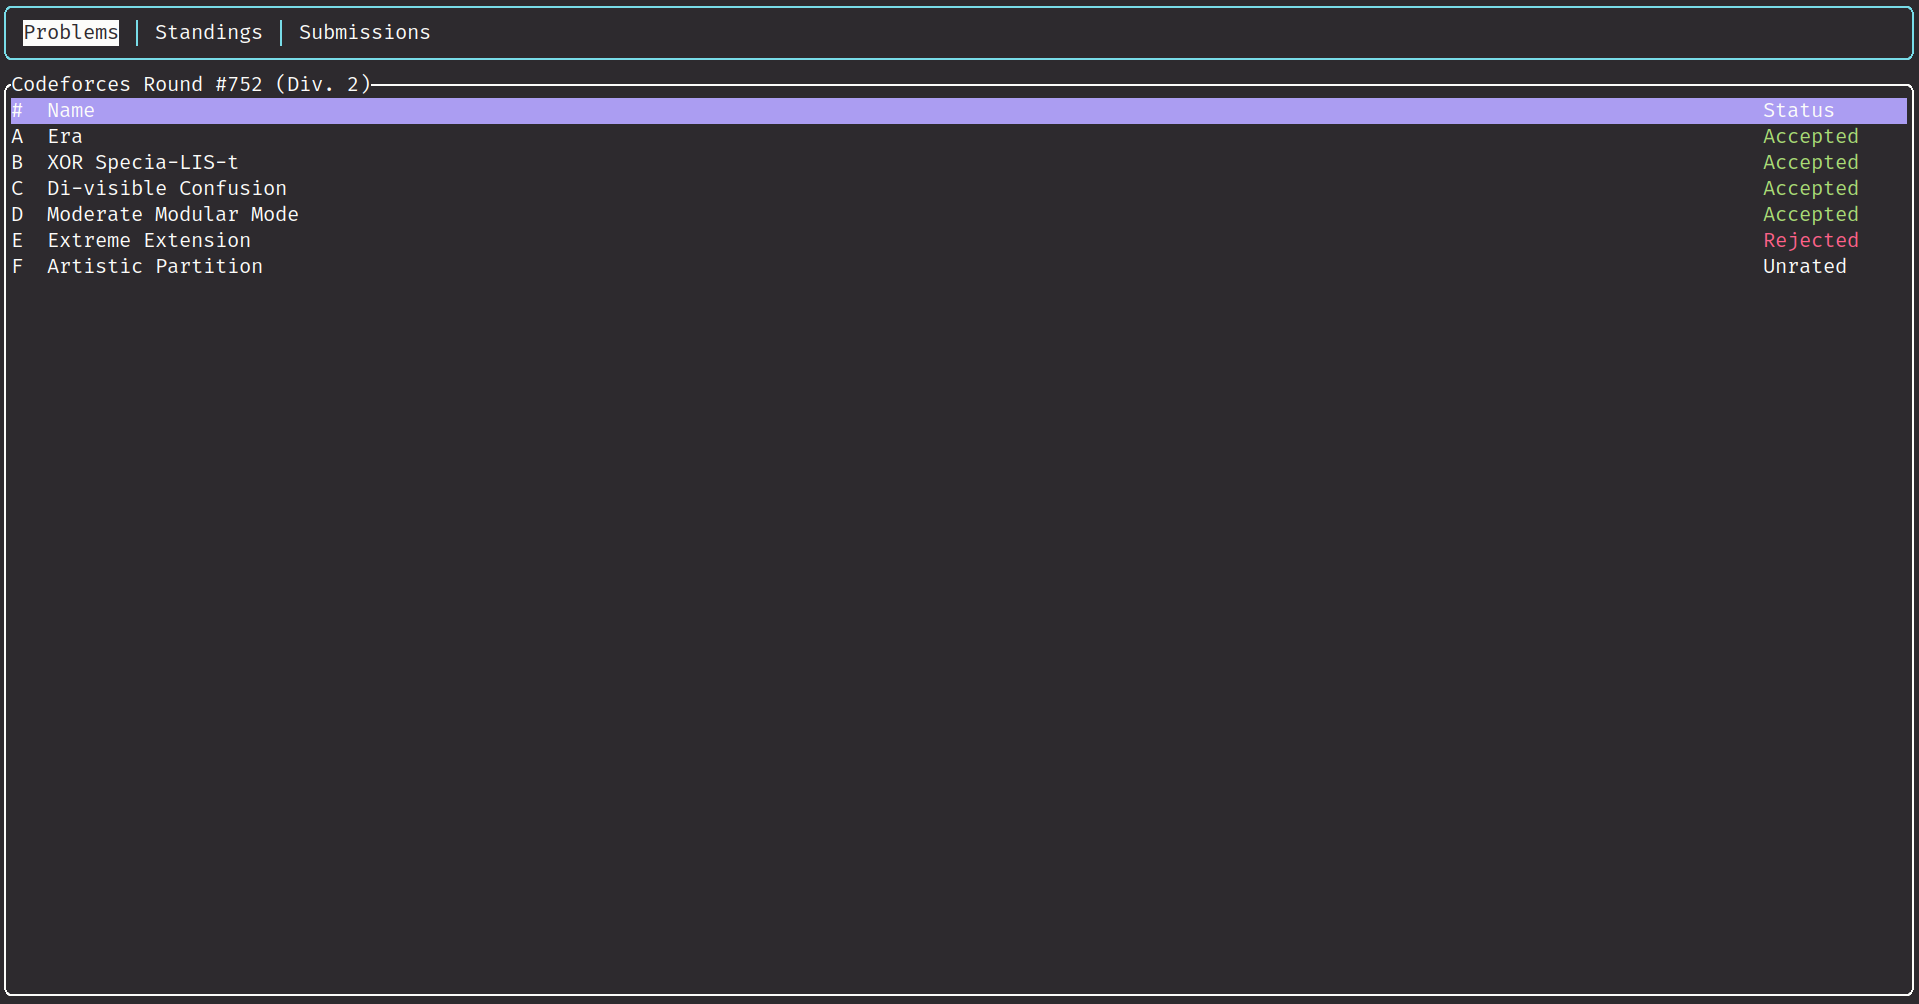 Problems │ Standings │ Submissions
Codeforces Round #752 (Div. 2)
# Name Status
A Era Accepted
B XOR Specia-LIS-t Accepted
C Di-visible Confusion Accepted
D Moderate Modular Mode Accepted
E Extreme Extension Rejected
F Artistic Partition Unrated